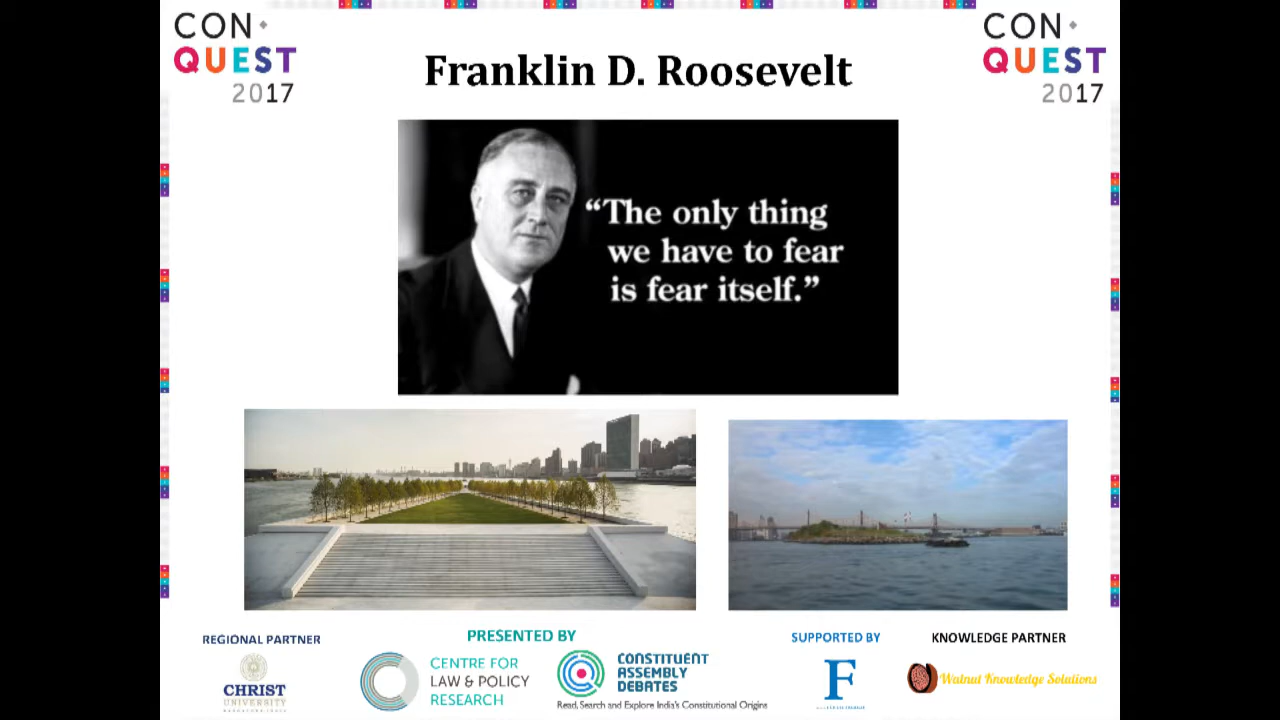 CON
QUEST
2017
Franklin D. Roosevelt
CON
QUEST
2017
“The only thing
we have to fear
is fear itself.”
REGIONAL PARTNER
PRESENTED BY
SUPPORTED BY
KNOWLEDGE PARTNER
CHRIST
UNIVERSITY
CENTRE FOR
LAW & POLICY
RESEARCH
CONSTITUENT
ASSEMBLY
DEBATES
Read, Search and Explore India's Constitutional Origins
F
Walnut Knowledge Solutions